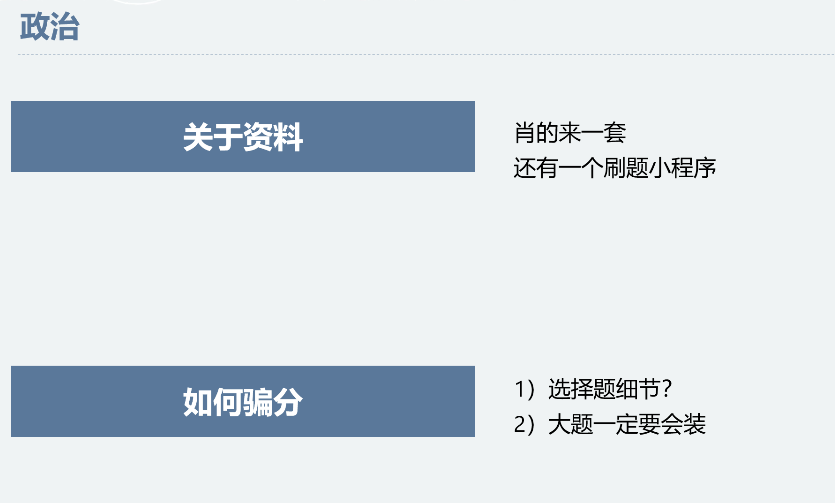 政治
关于资料
肖的来一套
还有一个刷题小程序
如何骗分
1）选择题细节？
2）大题一定要会装